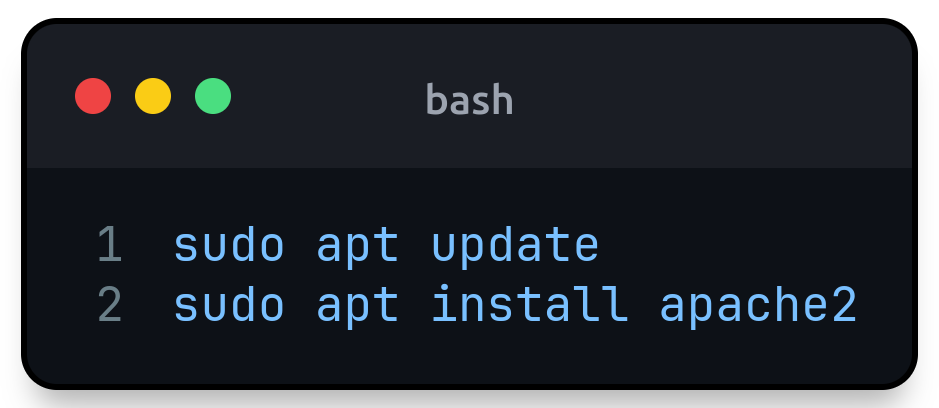 bash
1 sudo apt update
2 sudo apt install apache2